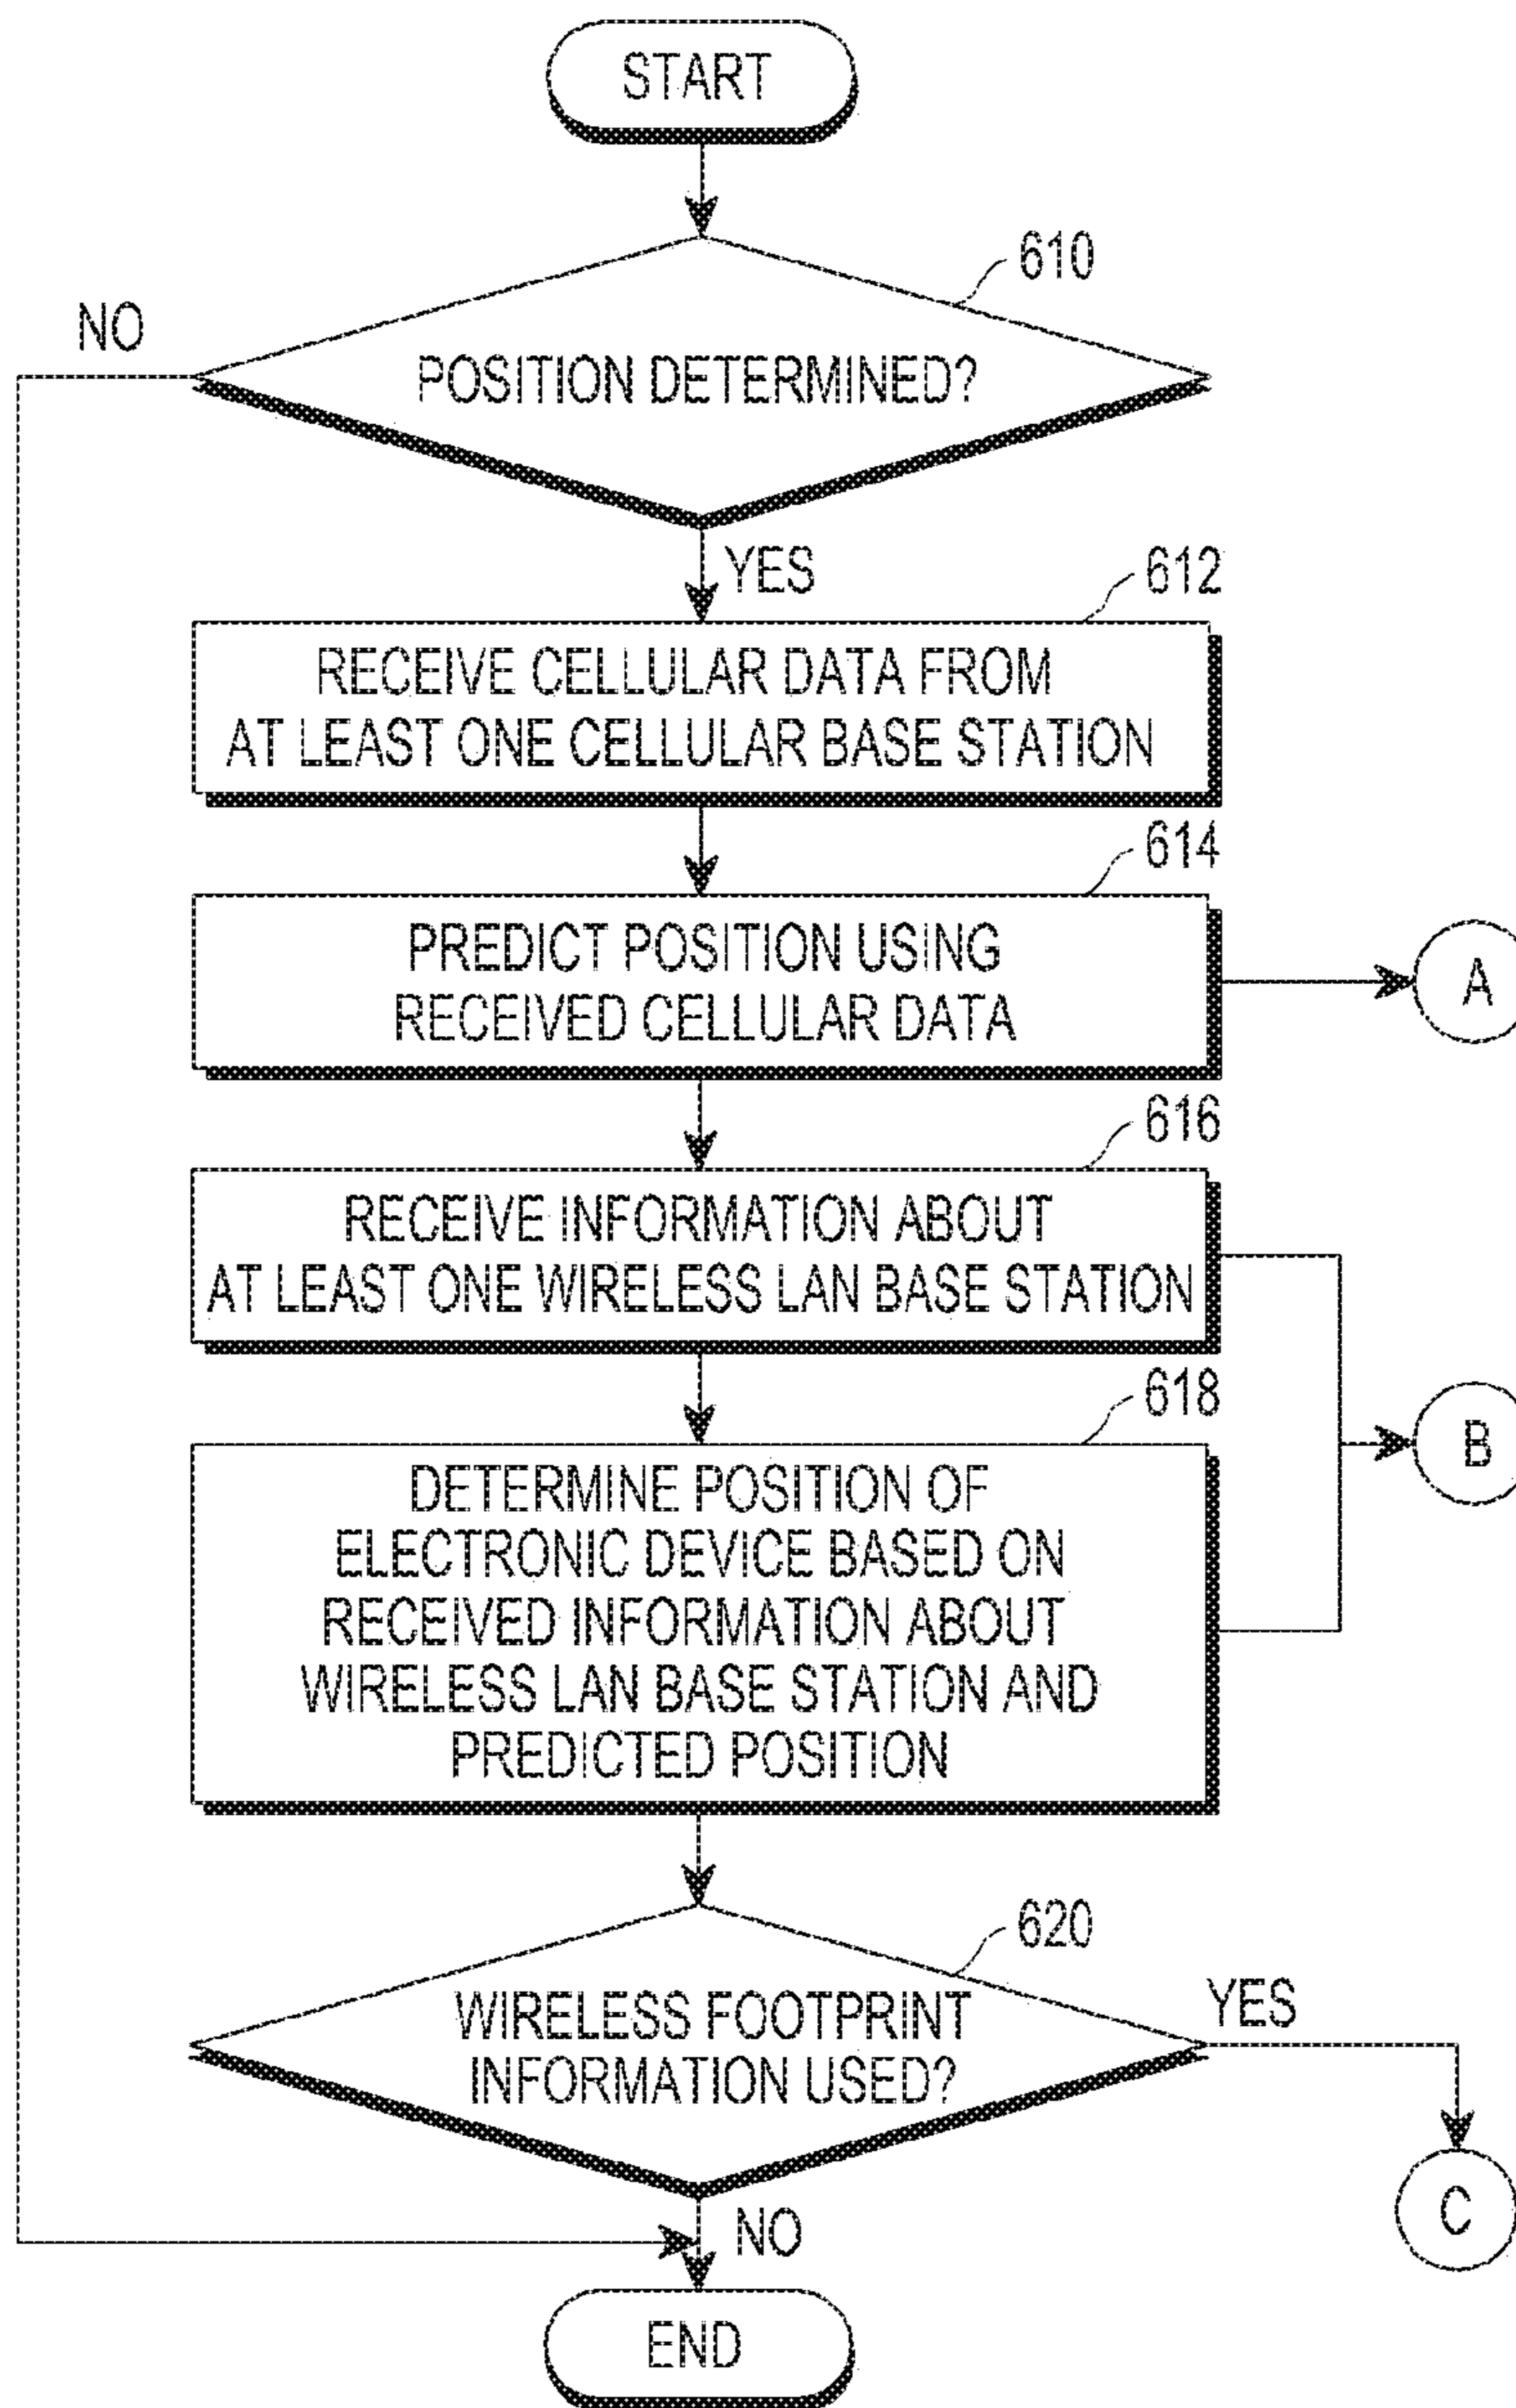 START
610
NO
POSITION DETERMINED?
YES
612
RECEIVE CELLULAR DATA FROM
AT LEAST ONE CELLULAR BASE STATION
614
PREDICT POSITION USING
RECEIVED CELLULAR DATA
A
616
RECEIVE INFORMATION ABOUT
AT LEAST ONE WIRELESS LAN BASE STATION
618
B
DETERMINE POSITION OF
ELECTRONIC DEVICE BASED ON
RECEIVED INFORMATION ABOUT
WIRELESS LAN BASE STATION AND
PREDICTED POSITION
620
YES
WIRELESS FOOTPRINT
INFORMATION USED?
C
NO
END